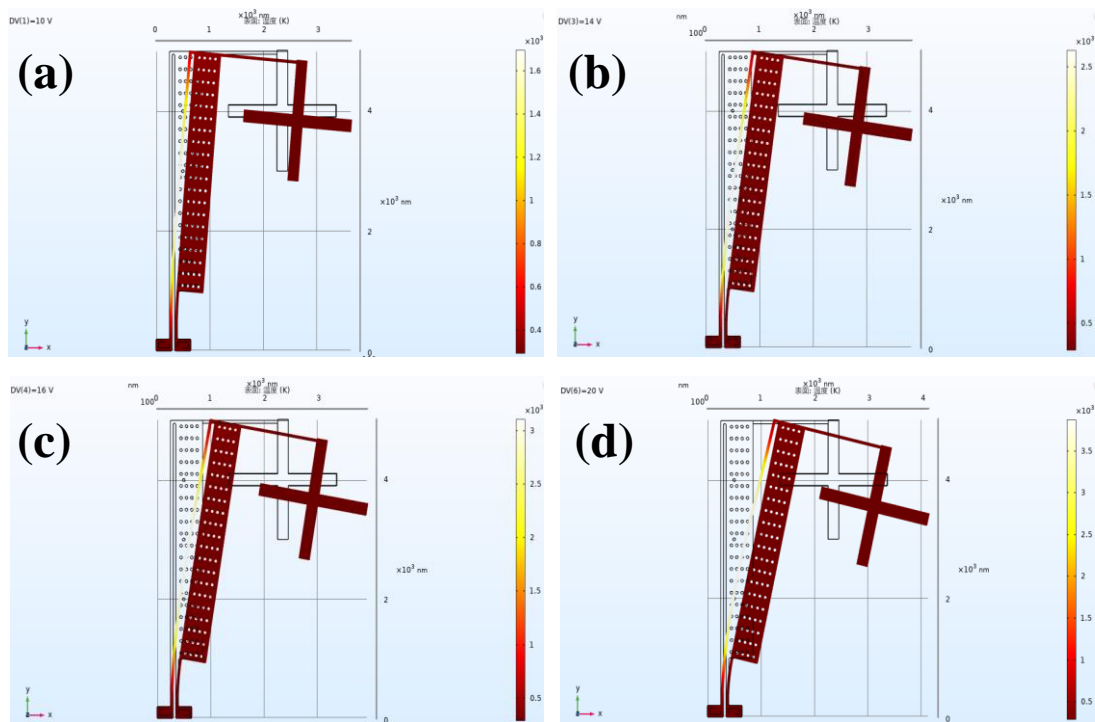 DV(1)=10 V
×10³ nm
表面: 温度 (K)
0 1 2 3
×10³
(a)
1.6
1.4
1.2
1
0.8
0.6
0.4
4
×10³ nm
2
0
y
z x
DV(3)=14 V
nm
×10³ nm
表面: 温度 (K)
100 0 1 2 3
×10³
(b)
2.5
2
1.5
1
0.5
4
×10³ nm
2
0
y
z x
DV(4)=16 V
nm
×10³ nm
表面: 温度 (K)
100 0 1 2 3
×10³
(c)
3
2.5
2
1.5
1
0.5
4
×10³ nm
2
0
y
z x
DV(6)=20 V
nm
×10³ nm
表面: 温度 (K)
100 0 1 2 3 4
×10³
(d)
3.5
3
2.5
2
1.5
1
0.5
4
×10³ nm
2
0
y
x